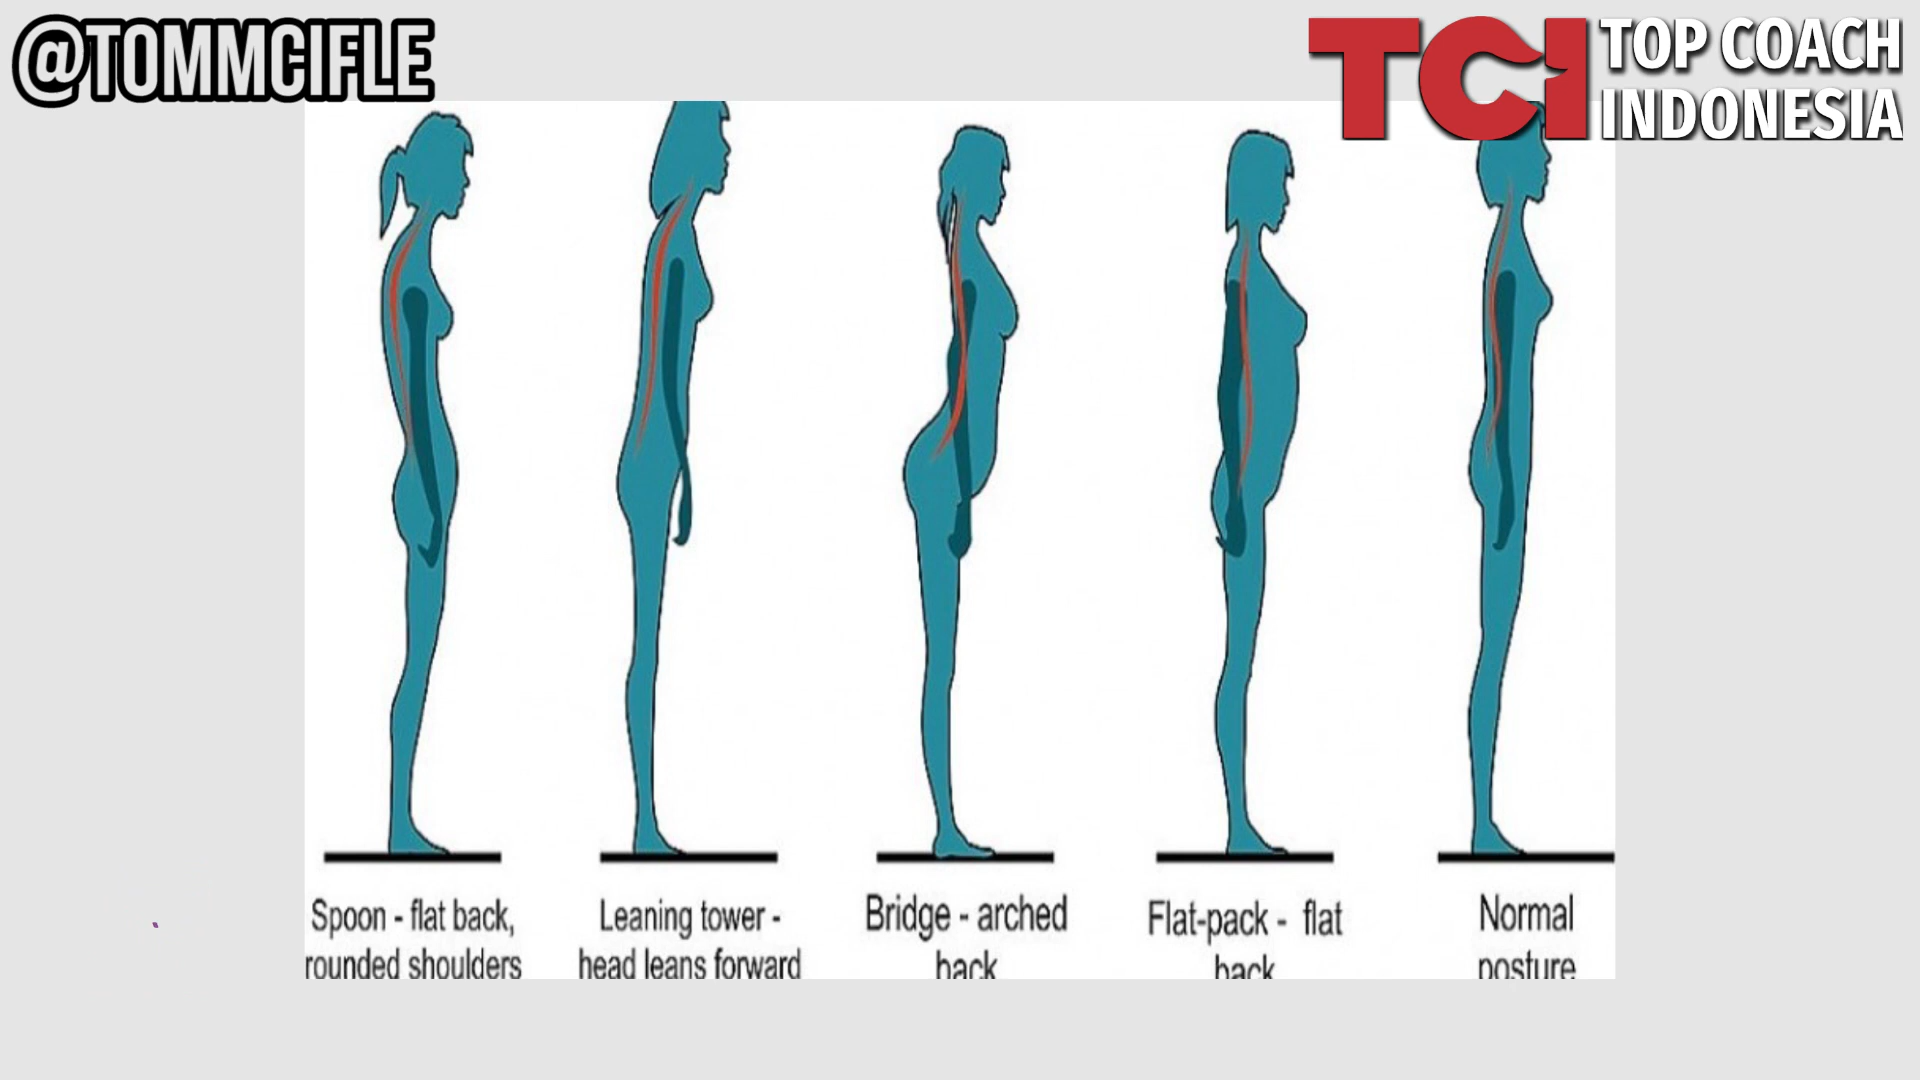 @TOMMCIFLE
TCI TOP COACH
INDONESIA
Spoon - flat back,
rounded shoulders
Leaning tower -
head leans forward
Bridge - arched
back
Flat-pack - flat
back
Normal
posture